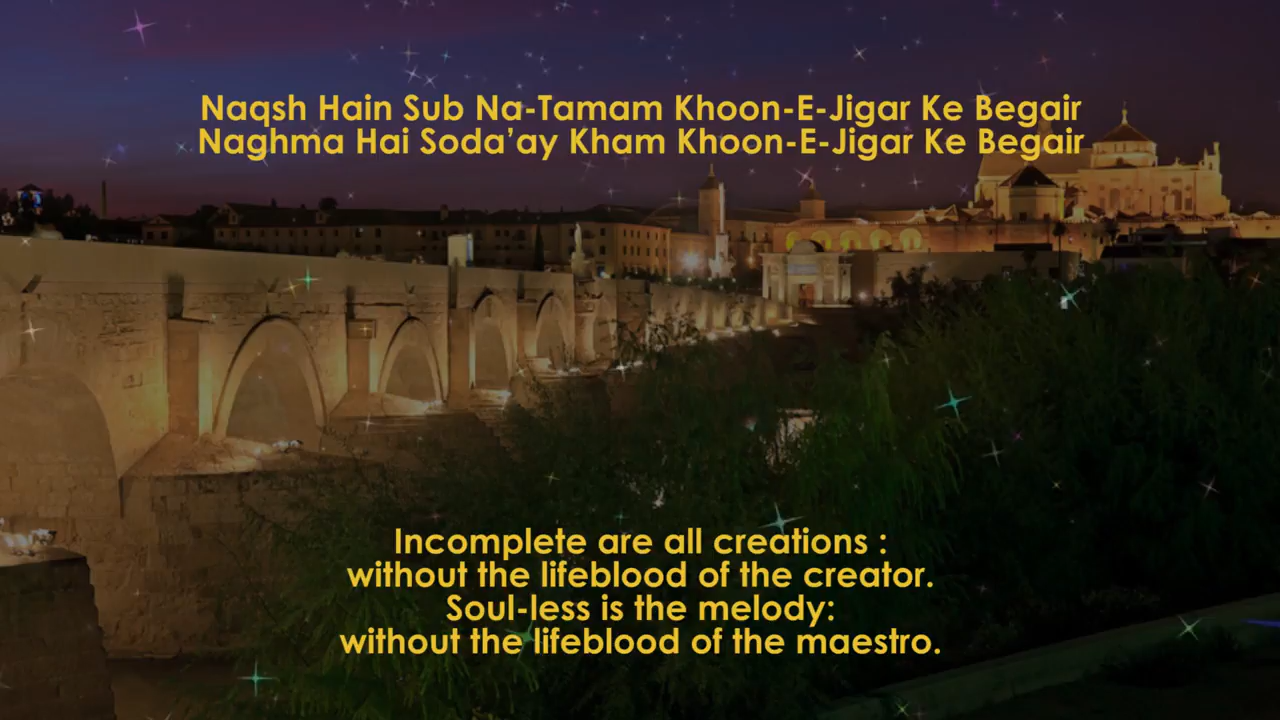 Naqsh Hain Sub Na-Tamam Khoon-E-Jigar Ke Begair
Naghma Hai Soda’ay Kham Khoon-E-Jigar Ke Begair
Incomplete are all creations :
without the lifeblood of the creator.
Soul-less is the melody:
without the lifeblood of the maestro.